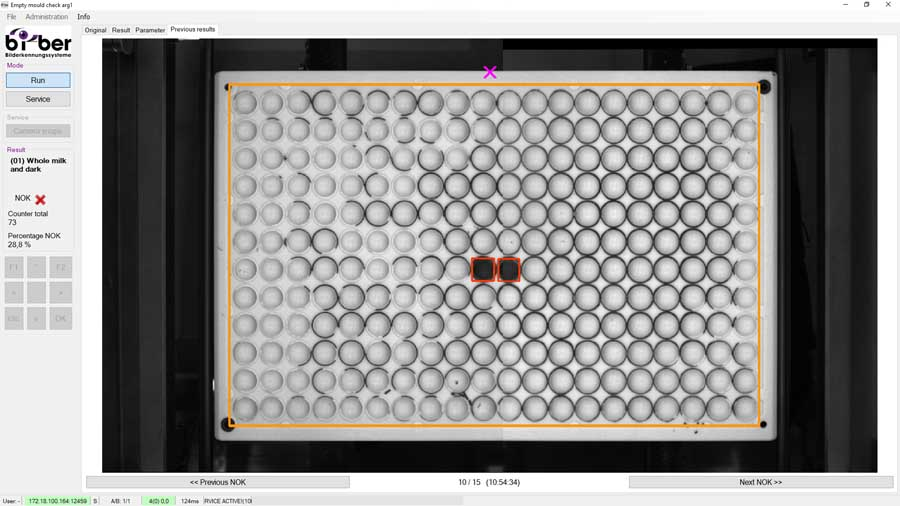 Empty mould check arg1
File Administration Info
Original Result Parameter Previous results
bi ber
Bilderkennungssysteme
Mode
Run
Service
Service
Camera image
Result
(01) Whole milk
and dark
NOK
Counter total
73
Percentage NOK
28,8 %
F1 ^ F2
< >
ESC v OK
<< Previous NOK 10 / 15 (10:54:34) Next NOK >>
User: - 172.18.100.164:12459 S A/B: 1/1 4(0) 0,0 124ms RVICE ACTIVE!(10